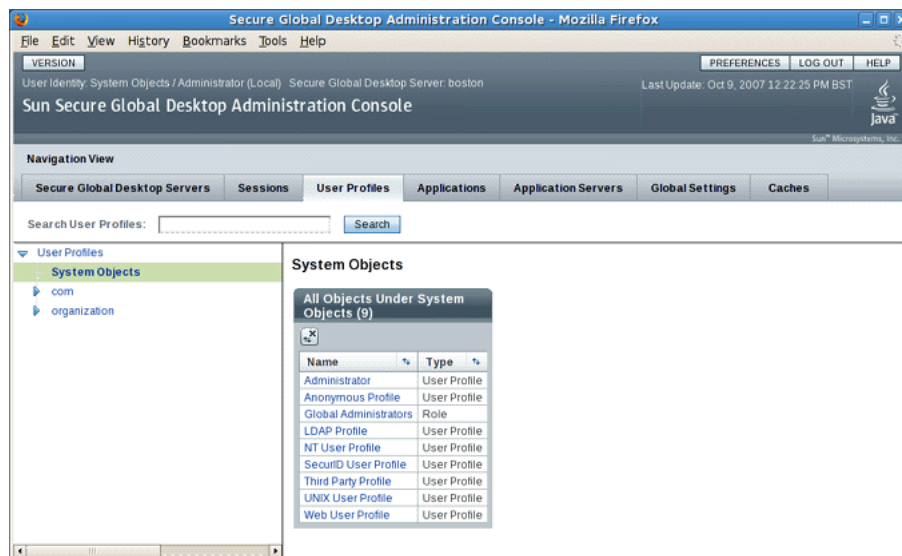 Secure Global Desktop Administration Console - Mozilla Firefox
File Edit View History Bookmarks Tools Help
VERSION PREFERENCES LOG OUT HELP
User Identity: System Objects / Administrator (Local) Secure Global Desktop Server: boston Last Update: Oct 9, 2007 12:22:25 PM BST
Sun Secure Global Desktop Administration Console
Java
Sun™ Microsystems, Inc.
Navigation View
Secure Global Desktop Servers Sessions User Profiles Applications Application Servers Global Settings Caches
Search User Profiles: Search
User Profiles
System Objects
com
organization
System Objects
All Objects Under System
Objects (9)
Name Type
Administrator User Profile
Anonymous Profile User Profile
Global Administrators Role
LDAP Profile User Profile
NT User Profile User Profile
SecurID User Profile User Profile
Third Party Profile User Profile
UNIX User Profile User Profile
Web User Profile User Profile